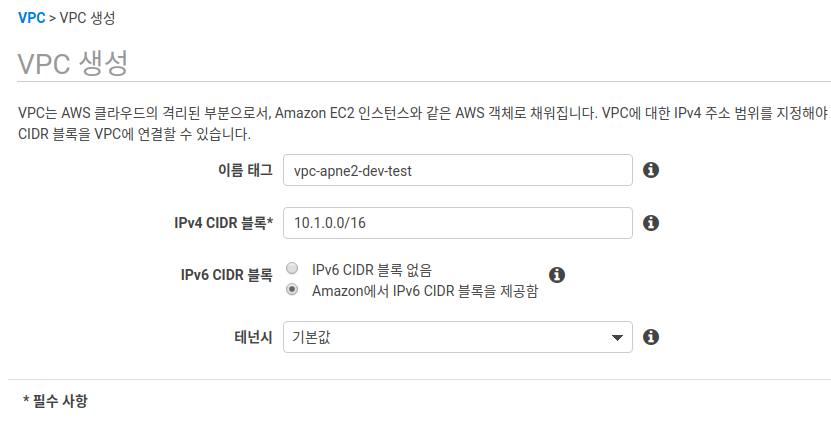 VPC > VPC 생성
VPC 생성
VPC는 AWS 클라우드의 격리된 부분으로서, Amazon EC2 인스턴스와 같은 AWS 객체로 채워집니다. VPC에 대한 IPv4 주소 범위를 지정해야
CIDR 블록을 VPC에 연결할 수 있습니다.
이름 태그 vpc-apne2-dev-test
IPv4 CIDR 블록* 10.1.0.0/16
IPv6 CIDR 블록 IPv6 CIDR 블록 없음
Amazon에서 IPv6 CIDR 블록을 제공함
테넌시 기본값
* 필수 사항